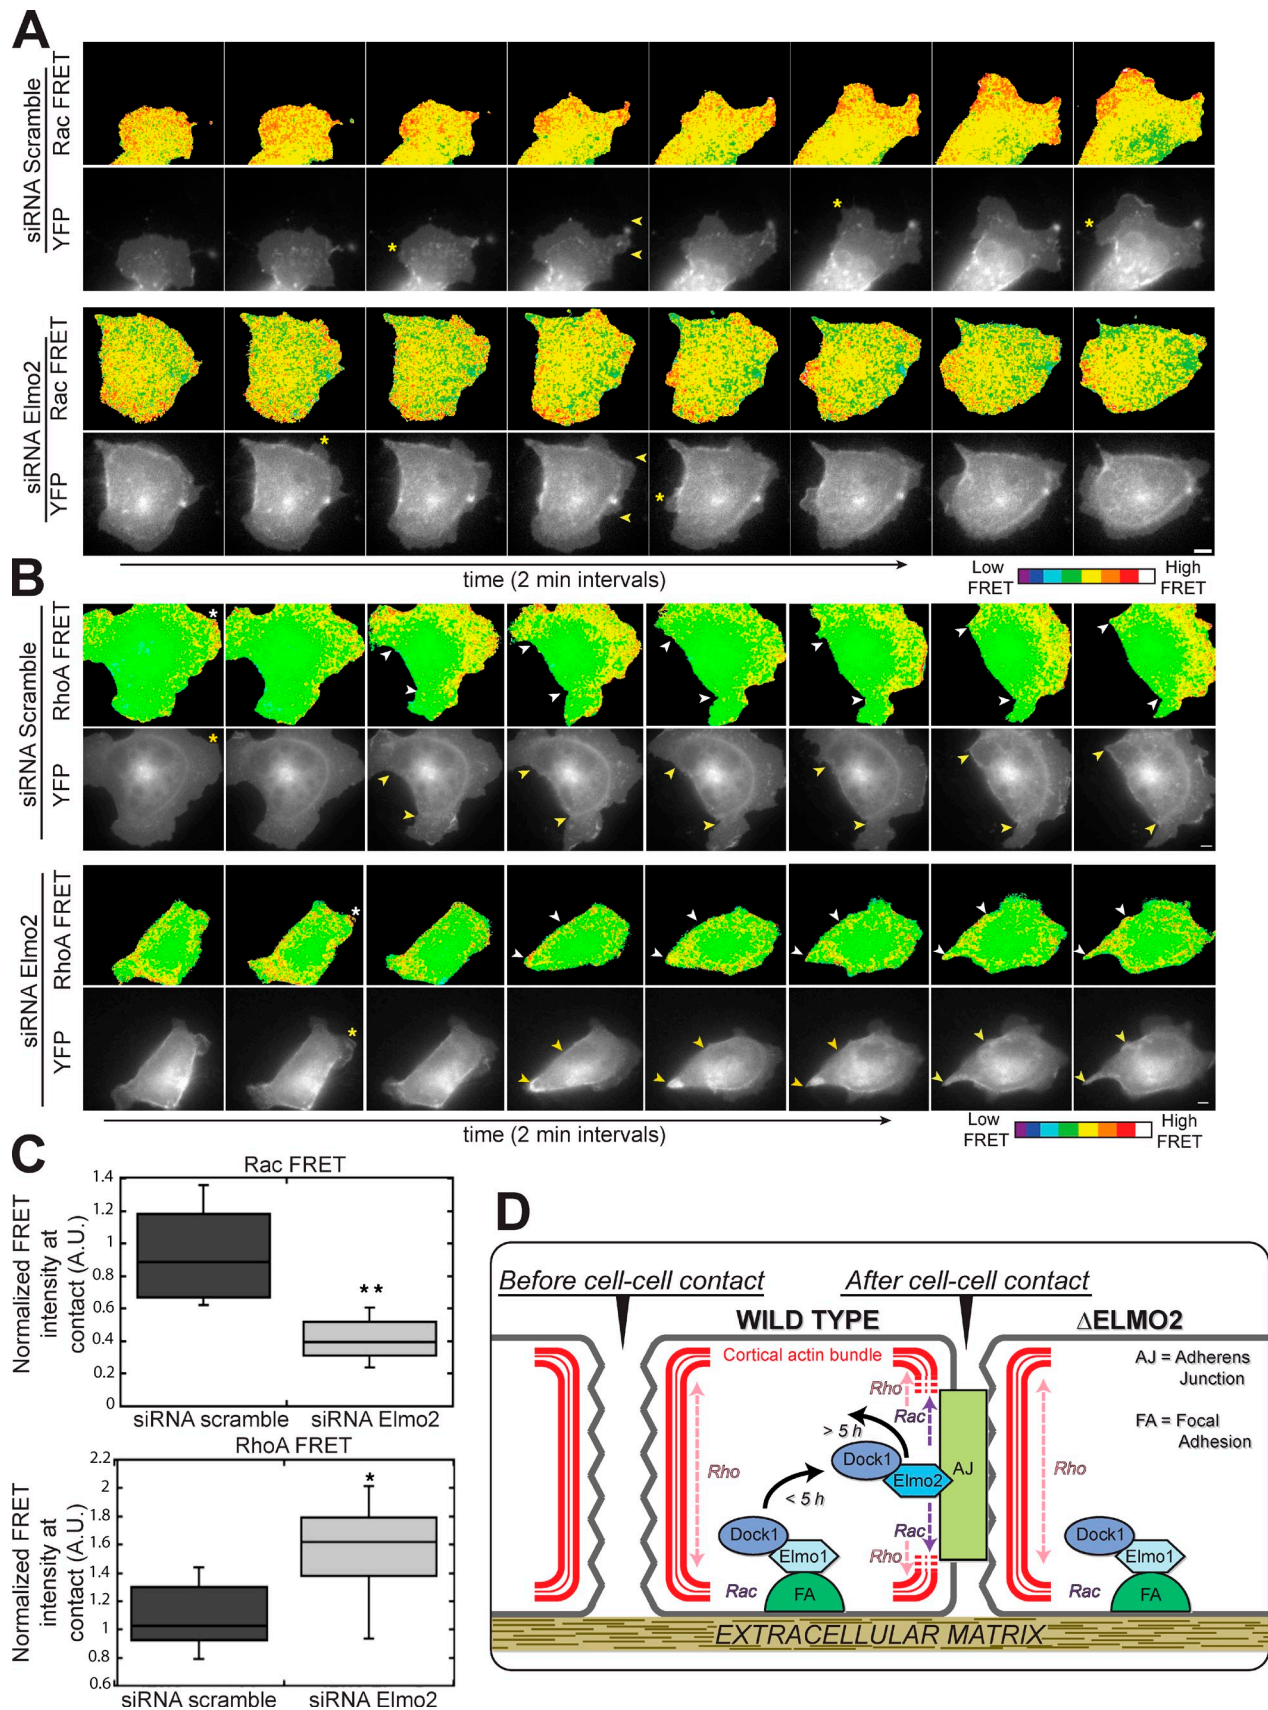 A
siRNA Scramble
Rac FRET
YFP
siRNA Elmo2
Rac FRET
YFP
time (2 min intervals)
Low FRET
High FRET
B
siRNA Scramble
RhoA FRET
YFP
siRNA Elmo2
RhoA FRET
YFP
time (2 min intervals)
Low FRET
High FRET
C
Rac FRET
Normalized FRET
intensity at
contact (A.U.)
1.4
1.2
1
0.8
0.6
0.4
0.2
0
* *
siRNA scramble
siRNA Elmo2
RhoA FRET
Normalized FRET
intensity at
contact (A.U.)
2.2
2
1.8
1.6
1.4
1.2
1
0.8
0.6
*
siRNA scramble
siRNA Elmo2
D
Before cell-cell contact
After cell-cell contact
WILD TYPE
ΔELMO2
Cortical actin bundle
AJ = Adherens
Junction
FA = Focal
Adhesion
Rho
Rac
> 5 h
Dock1
Elmo2
AJ
Rho
< 5 h
Rac
Rho
Dock1
Elmo1
Rac
FA
Rho
Dock1
Elmo1
Rac
FA
EXTRACELLULAR MATRIX